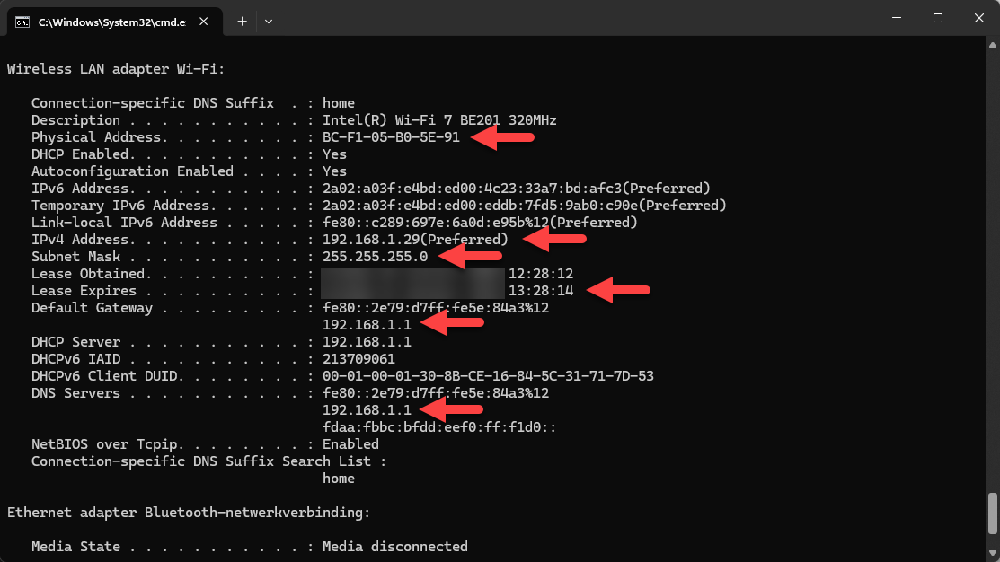 C:\Windows\System32\cmd.e
Wireless LAN adapter Wi-Fi:
Connection-specific DNS Suffix  . : home
Description . . . . . . . . . . . : Intel(R) Wi-Fi 7 BE201 320MHz
Physical Address. . . . . . . . . : BC-F1-05-B0-5E-91
DHCP Enabled. . . . . . . . . . . : Yes
Autoconfiguration Enabled . . . . : Yes
IPv6 Address. . . . . . . . . . . : 2a02:a03f:e4bd:ed00:4c23:33a7:bd:afc3(Preferred)
Temporary IPv6 Address. . . . . . : 2a02:a03f:e4bd:ed00:eddb:7fd5:9ab0:c90e(Preferred)
Link-local IPv6 Address . . . . . : fe80::c289:697e:6a0d:e95b%12(Preferred)
IPv4 Address. . . . . . . . . . . : 192.168.1.29(Preferred)
Subnet Mask . . . . . . . . . . . : 255.255.255.0
Lease Obtained. . . . . . . . . . : 12:28:12
Lease Expires . . . . . . . . . . : 13:28:14
Default Gateway . . . . . . . . . : fe80::2e79:d7ff:fe5e:84a3%12
192.168.1.1
DHCP Server . . . . . . . . . . . : 192.168.1.1
DHCPv6 IAID . . . . . . . . . . . : 213709061
DHCPv6 Client DUID. . . . . . . . : 00-01-00-01-30-8B-CE-16-84-5C-31-71-7D-53
DNS Servers . . . . . . . . . . . : fe80::2e79:d7ff:fe5e:84a3%12
192.168.1.1
fdaa:fbbc:bfdd:eef0:ff:f1d0::
NetBIOS over Tcpip. . . . . . . . : Enabled
Connection-specific DNS Suffix Search List :
home
Ethernet adapter Bluetooth-netwerkverbinding:
Media State . . . . . . . . . . . : Media disconnected